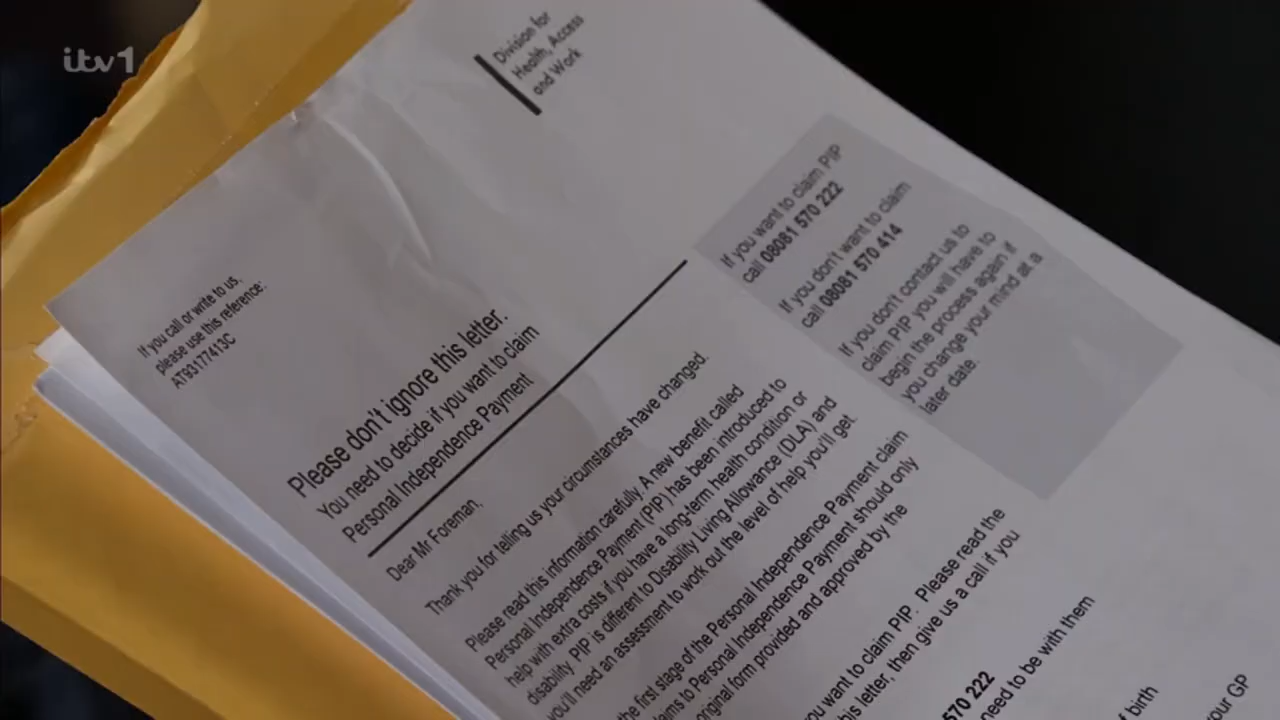 itv1
Division for
Health, Access
and Work
If you want to claim PIP
call 08081 570 222
If you don't want to claim
call 08081 570 414
If you don't contact us to
claim PIP you will have to
begin the process again if
you change your mind at a
later date.
If you call or write to us,
please use this reference:
AT93177413C
Please don't ignore this letter.
You need to decide if you want to claim
Personal Independence Payment
Dear Mr Foreman,
Thank you for telling us your circumstances have changed.
Please read this information carefully. A new benefit called
Personal Independence Payment (PIP) has been introduced to
help with extra costs if you have a long-term health condition or
disability. PIP is different to Disability Living Allowance (DLA) and
you'll need an assessment to work out the level of help you'll get.
the first stage of the Personal Independence Payment claim
to Personal Independence Payment should only
original form provided and approved by the
you want to claim PIP. Please read the
this letter, then give us a call if you
570 222
need to be with them
birth
your GP